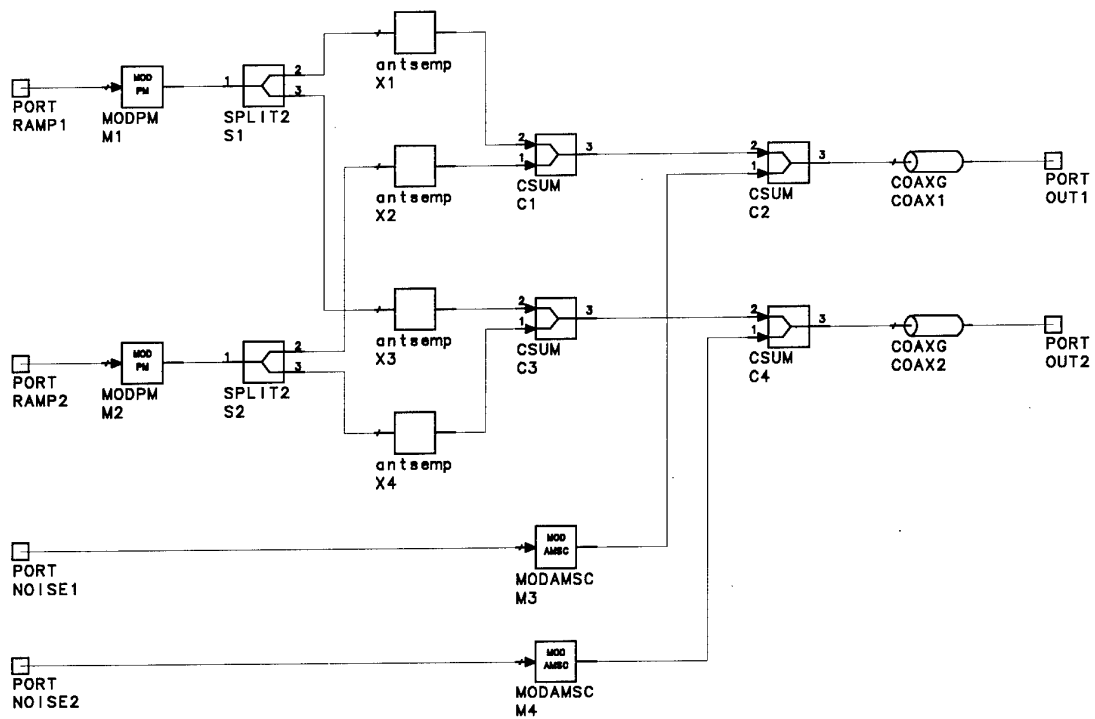 antsemp
X1
PORT
RAMP1
MOD
PM
MODPM
M1
1
2
3
SPLIT2
S1
antsemp
X2
2
1
3
CSUM
C1
2
1
3
CSUM
C2
COAXG
COAX1
PORT
OUT1
antsemp
X3
2
1
3
CSUM
C3
2
1
3
CSUM
C4
COAXG
COAX2
PORT
OUT2
PORT
RAMP2
MOD
PM
MODPM
M2
1
2
3
SPLIT2
S2
antsemp
X4
PORT
NOISE1
MOD
AMSC
MODAMSC
M3
PORT
NOISE2
MOD
AMSC
MODAMSC
M4